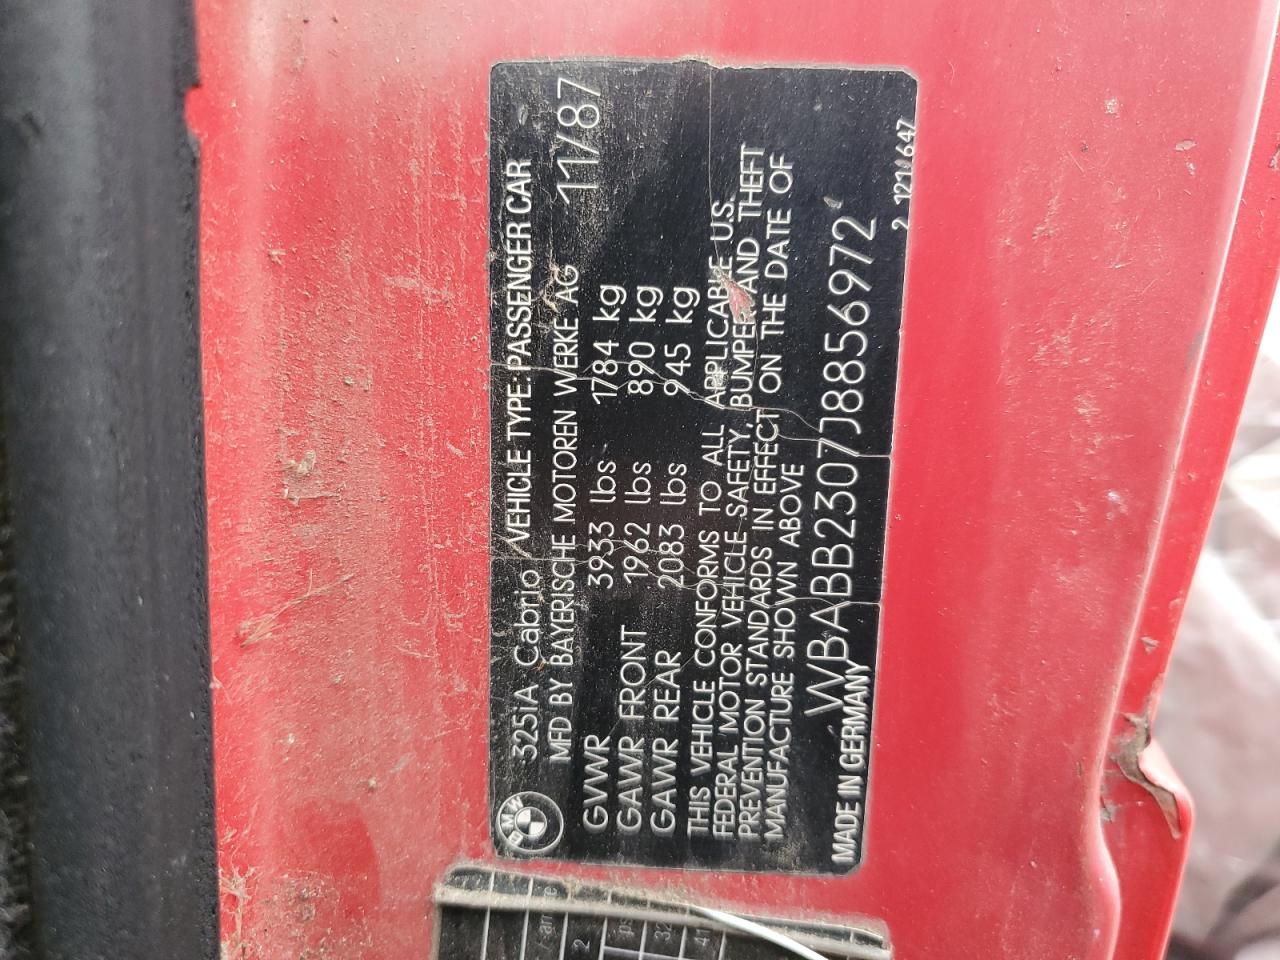 BMW
325iA Cabrio VEHICLE TYPE: PASSENGER CAR
MFD BY BAYERISCHE MOTOREN WERKE AG 11/87
GVWR 3933 lbs 1784 kg
GAWR FRONT 1962 lbs 890 kg
GAWR REAR 2083 lbs 945 kg
THIS VEHICLE CONFORMS TO ALL APPLICABLE U.S.
FEDERAL MOTOR VEHICLE SAFETY, BUMPER AND THEFT
PREVENTION STANDARDS IN EFFECT ON THE DATE OF
MANUFACTURE SHOWN ABOVE
WBABB2307J8856972
MADE IN GERMANY
2